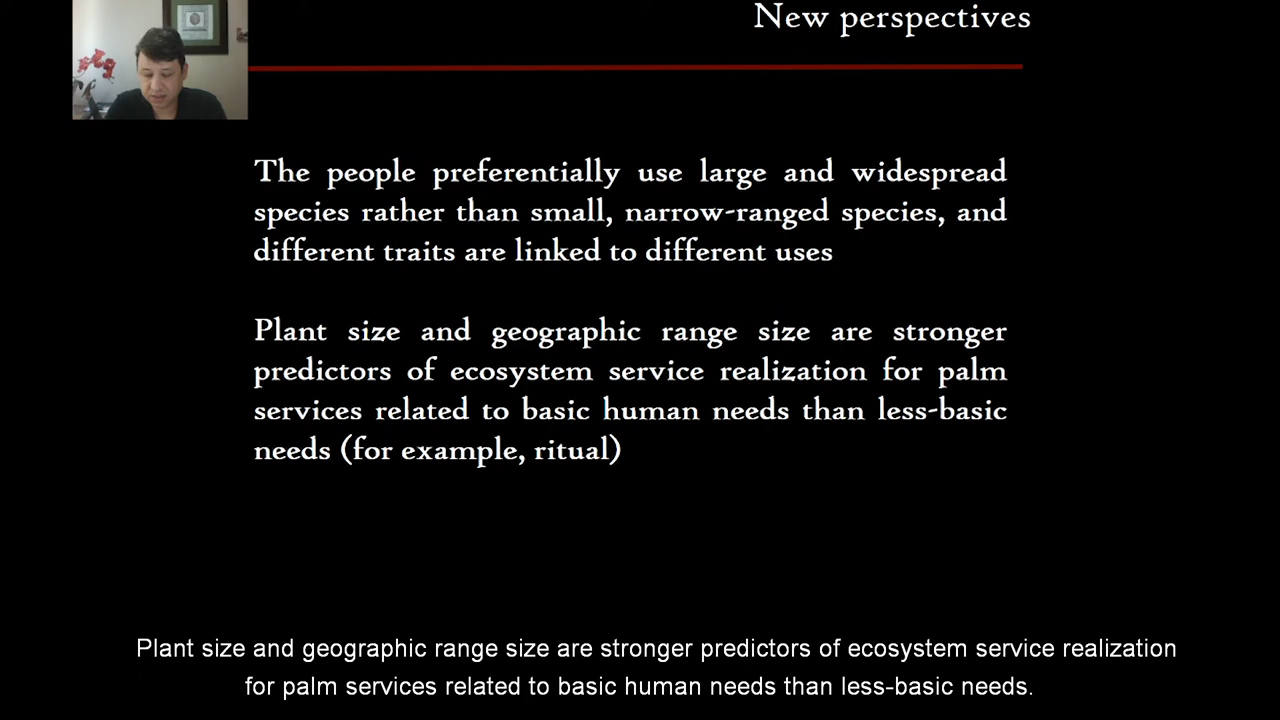 New perspectives
The people preferentially use large and widespread
species rather than small, narrow-ranged species, and
different traits are linked to different uses
Plant size and geographic range size are stronger
predictors of ecosystem service realization for palm
services related to basic human needs than less-basic
needs (for example, ritual)
Plant size and geographic range size are stronger predictors of ecosystem service realization
for palm services related to basic human needs than less-basic needs.